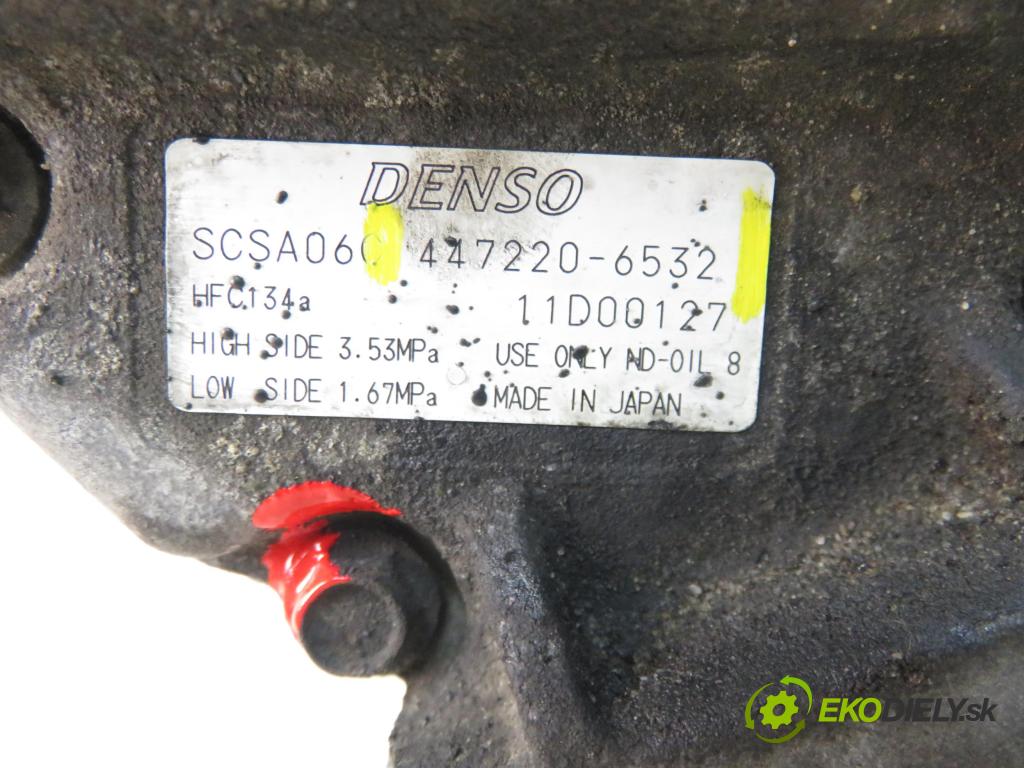 DENSO
SCSA06C 447220-6532
HFC134a 11D00127
HIGH SIDE 3.53MPa USE ONLY ND-OIL 8
LOW SIDE 1.67MPa MADE IN JAPAN
EKODIELY.sk